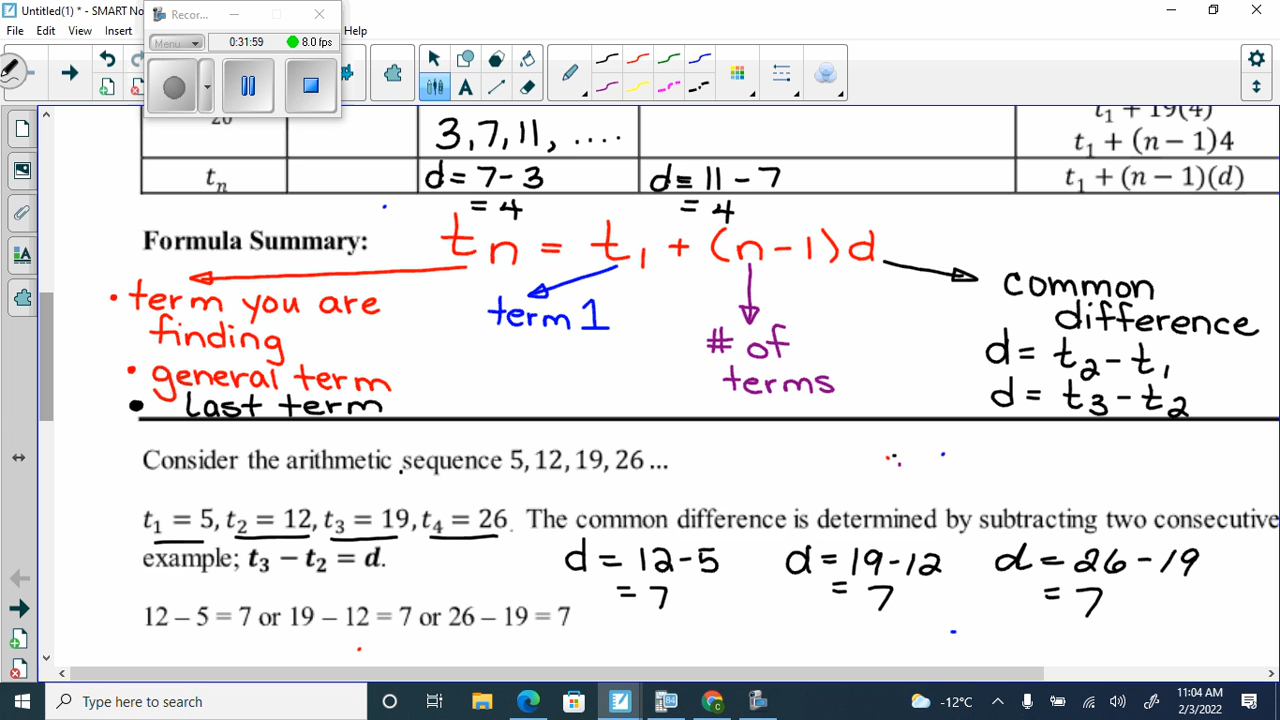 Untitled(1) * - SMART No
Recor...
File Edit View Insert Help
Menu 0:31:59 8.0 fps
20 3, 7, 11, .... t₁ + 19(4)
t₁ + (n − 1)4
tₙ d = 7 - 3 d = 11 - 7 t₁ + (n − 1)(d)
= 4 = 4
Formula Summary: tn = t₁ + (n - 1) d
• term you are finding
• general term
• last term
term 1
# of terms
common difference
d = t₂ - t₁
d = t₃ - t₂
Consider the arithmetic sequence 5, 12, 19, 26 ...
t₁ = 5, t₂ = 12, t₃ = 19, t₄ = 26. The common difference is determined by subtracting two consecutive
example; t₃ − t₂ = d. d = 12 - 5 d = 19 - 12 d = 26 - 19
= 7 = 7 = 7
12 – 5 = 7 or 19 – 12 = 7 or 26 – 19 = 7
Type here to search -12°C 11:04 AM
2/3/2022